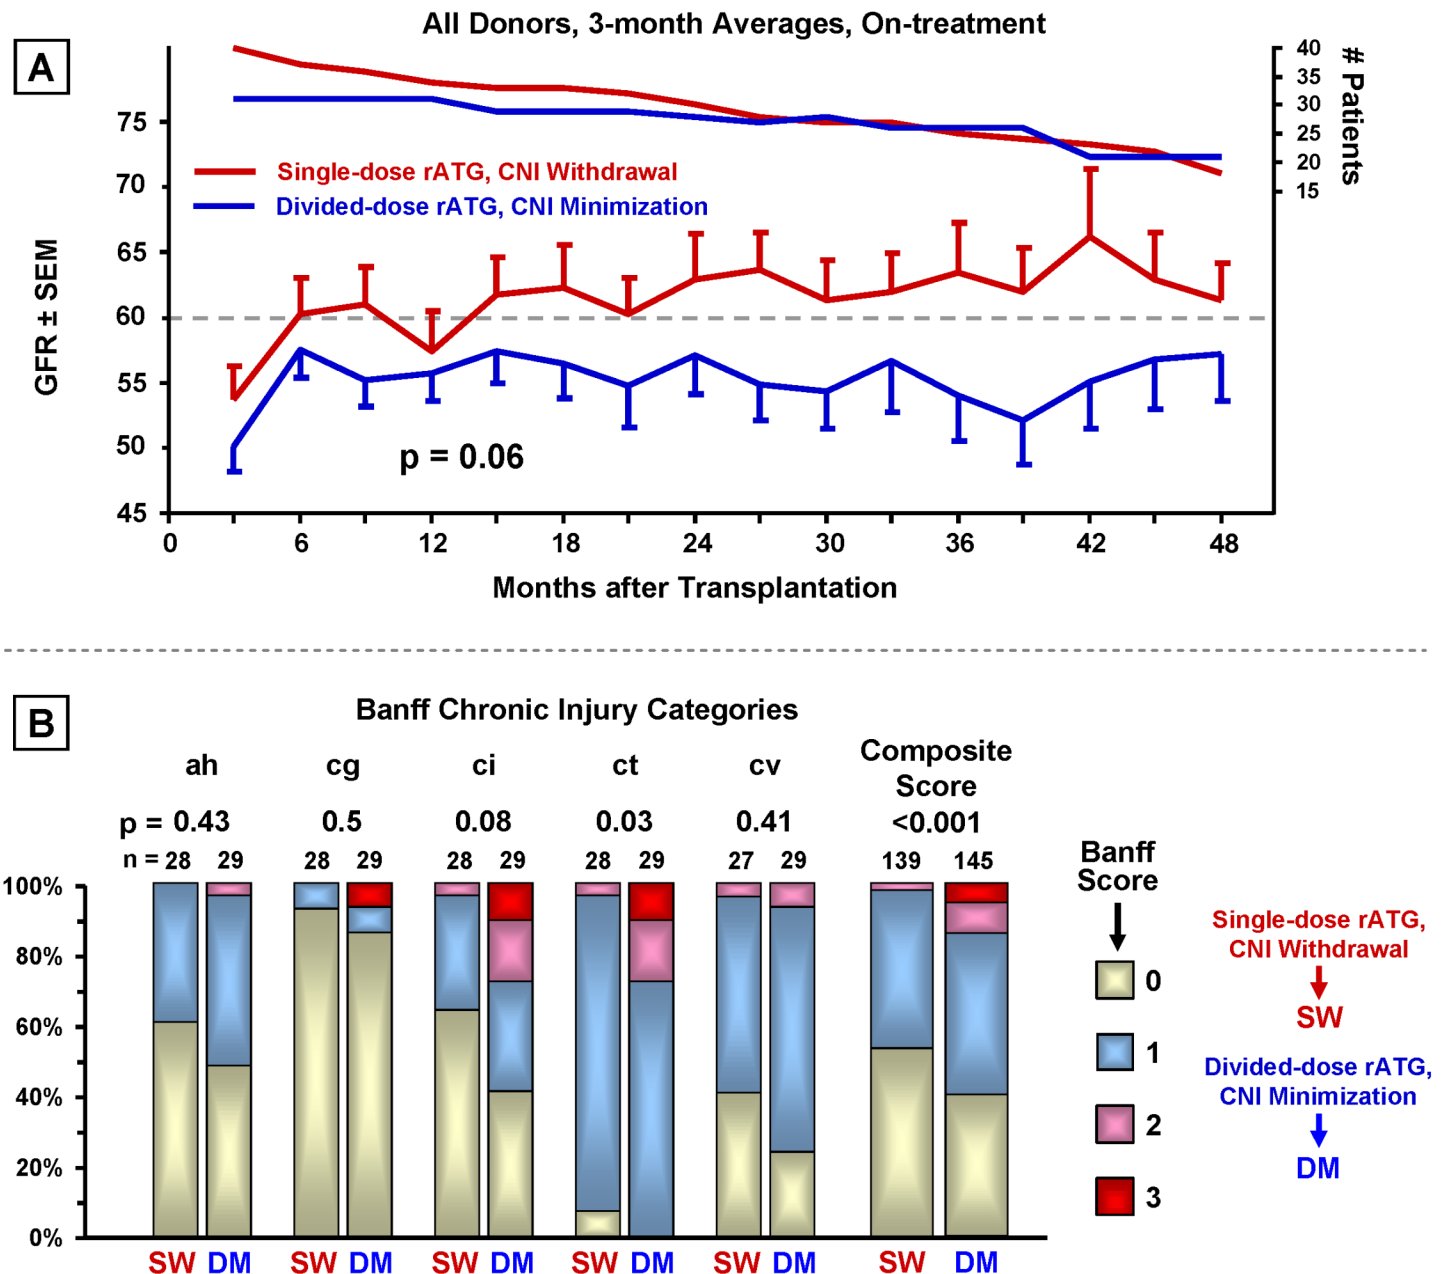 All Donors, 3-month Averages, On-treatment
A
40
35
30
25
20
15
# Patients
75
70
65
60
55
50
45
GFR ± SEM
Single-dose rATG, CNI Withdrawal
Divided-dose rATG, CNI Minimization
p = 0.06
0 6 12 18 24 30 36 42 48
Months after Transplantation
B
Banff Chronic Injury Categories
ah cg ci ct cv Composite
Score
p = 0.43 0.5 0.08 0.03 0.41 <0.001
n = 28 29 28 29 28 29 28 29 27 29 139 145
100%
80%
60%
40%
20%
0%
SW DM SW DM SW DM SW DM SW DM SW DM
Banff
Score
0
1
2
3
Single-dose rATG,
CNI Withdrawal
SW
Divided-dose rATG,
CNI Minimization
DM